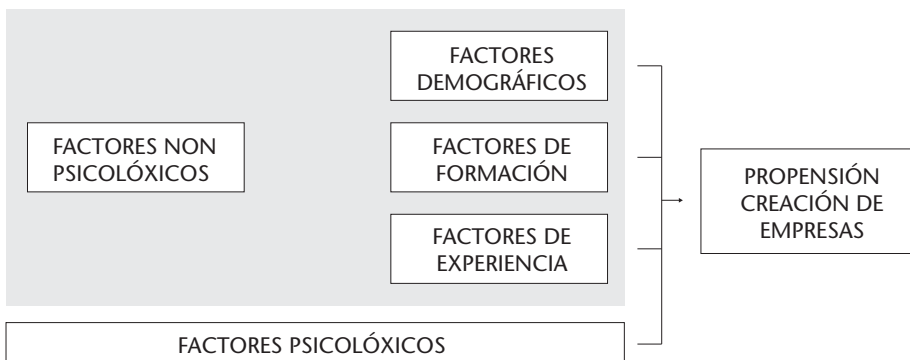 FACTORES
DEMOGRÁFICOS
FACTORES NON
PSICOLÓXICOS
FACTORES DE
FORMACIÓN
FACTORES DE
EXPERIENCIA
PROPENSIÓN
CREACIÓN DE
EMPRESAS
FACTORES PSICOLÓXICOS